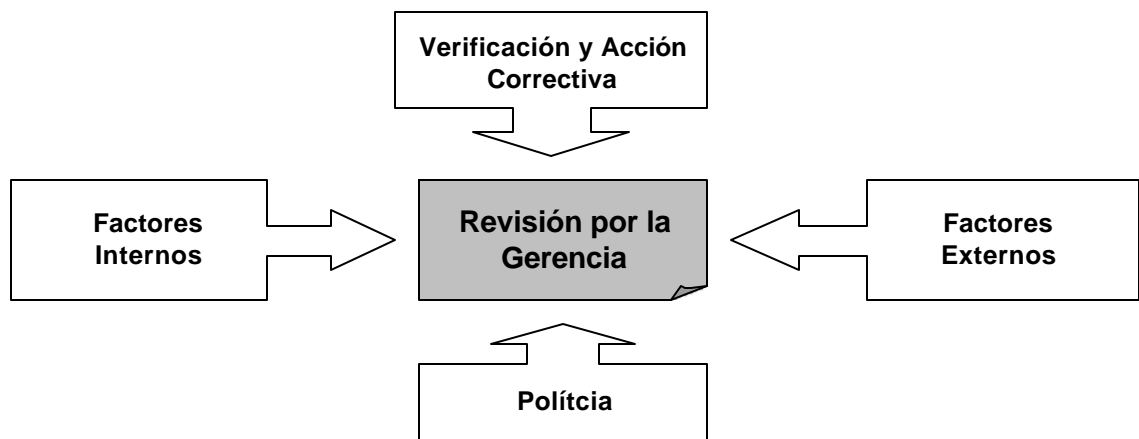 Verificación y Acción
Correctiva
Factores
Internos
Revisión por la
Gerencia
Factores
Externos
Polítcia